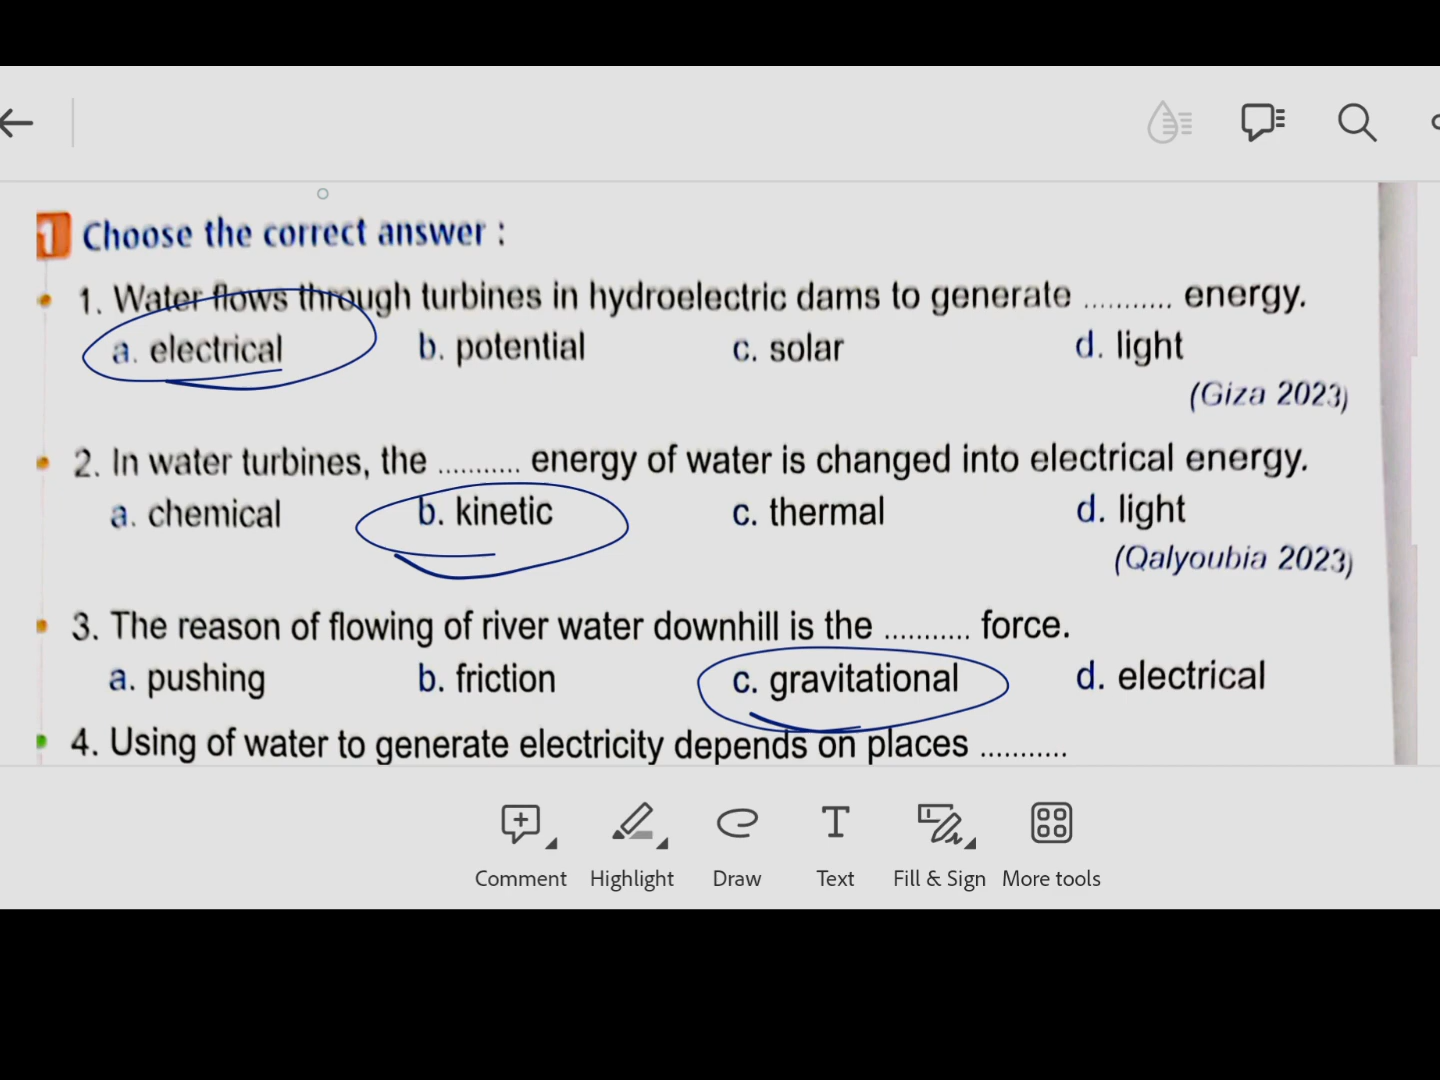 1 Choose the correct answer :
1. Water flows through turbines in hydroelectric dams to generate ........... energy.
a. electrical b. potential c. solar d. light
(Giza 2023)
2. In water turbines, the ........... energy of water is changed into electrical energy.
a. chemical b. kinetic c. thermal d. light
(Qalyoubia 2023)
3. The reason of flowing of river water downhill is the ........... force.
a. pushing b. friction c. gravitational d. electrical
4. Using of water to generate electricity depends on places ...........
Comment Highlight Draw Text Fill & Sign More tools